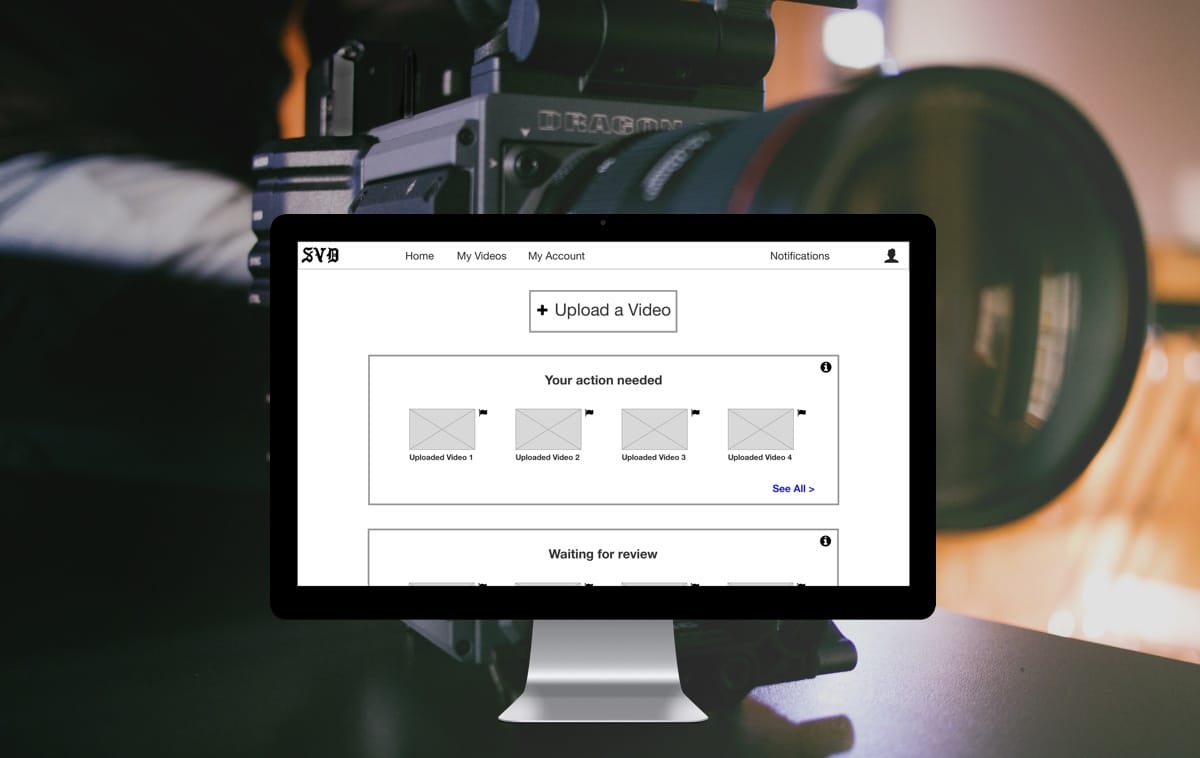 DRAGON
SVD
Home My Videos My Account Notifications
+ Upload a Video
Your action needed
Uploaded Video 1 Uploaded Video 2 Uploaded Video 3 Uploaded Video 4
See All >
Waiting for review